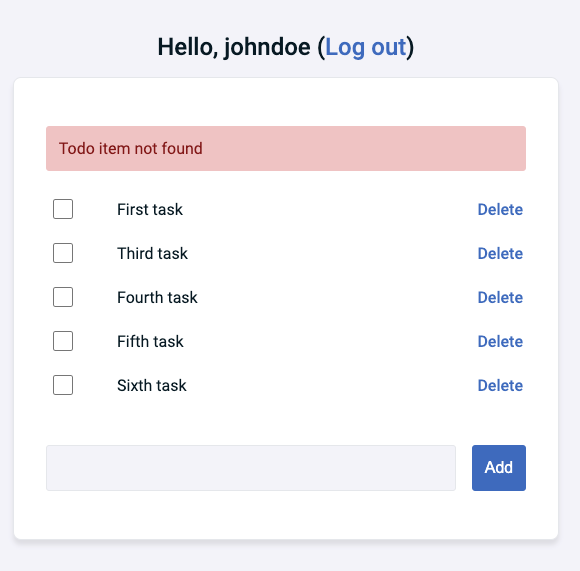 Hello, johndoe (Log out)
Todo item not found
First task Delete
Third task Delete
Fourth task Delete
Fifth task Delete
Sixth task Delete
Add